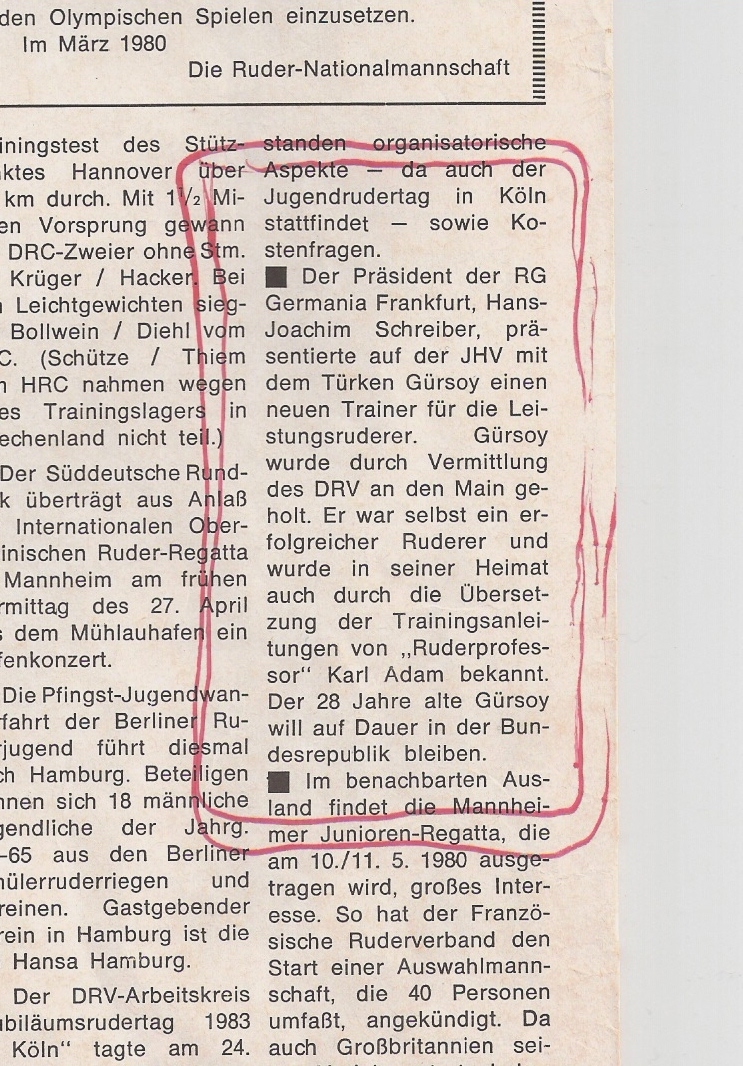 den Olympischen Spielen einzusetzen.
Im März 1980
Die Ruder-Nationalmannschaft
iningstest des Stütz-
ktes Hannover über
km durch. Mit 1½ Mi-
en Vorsprung gewann
DRC-Zweier ohne Stm.
Krüger / Hacker. Bei
n Leichtgewichten sieg-
Bollwein / Diehl vom
C. (Schütze / Thiem
n HRC nahmen wegen
es Trainingslagers in
echenland nicht teil.)
Der Süddeutsche Rund-
k überträgt aus Anlaß
Internationalen Ober-
inischen Ruder-Regatta
Mannheim am frühen
rmittag des 27. April
s dem Mühlauhafen ein
fenkonzert.
Die Pfingst-Jugendwan-
rfahrt der Berliner Ru-
rjugend führt diesmal
ch Hamburg. Beteiligen
nnen sich 18 männliche
gendliche der Jahrg.
–65 aus den Berliner
hülerruderriegen und
reinen. Gastgebender
rein in Hamburg ist die
Hansa Hamburg.
Der DRV-Arbeitskreis
ubiläumsrudertag 1983
Köln“ tagte am 24.
standen organisatorische
Aspekte — da auch der
Jugendrudertag in Köln
stattfindet — sowie Ko-
stenfragen.
■ Der Präsident der RG
Germania Frankfurt, Hans-
Joachim Schreiber, prä-
sentierte auf der JHV mit
dem Türken Gürsoy einen
neuen Trainer für die Lei-
stungsruderer. Gürsoy
wurde durch Vermittlung
des DRV an den Main ge-
holt. Er war selbst ein er-
folgreicher Ruderer und
wurde in seiner Heimat
auch durch die Überset-
zung der Trainingsanlei-
tungen von „Ruderprofes-
sor“ Karl Adam bekannt.
Der 28 Jahre alte Gürsoy
will auf Dauer in der Bun-
desrepublik bleiben.
■ Im benachbarten Aus-
land findet die Mannhei-
mer Junioren-Regatta, die
am 10./11. 5. 1980 ausge-
tragen wird, großes Inter-
esse. So hat der Franzö-
sische Ruderverband den
Start einer Auswahlmann-
schaft, die 40 Personen
umfaßt, angekündigt. Da
auch Großbritannien sei-